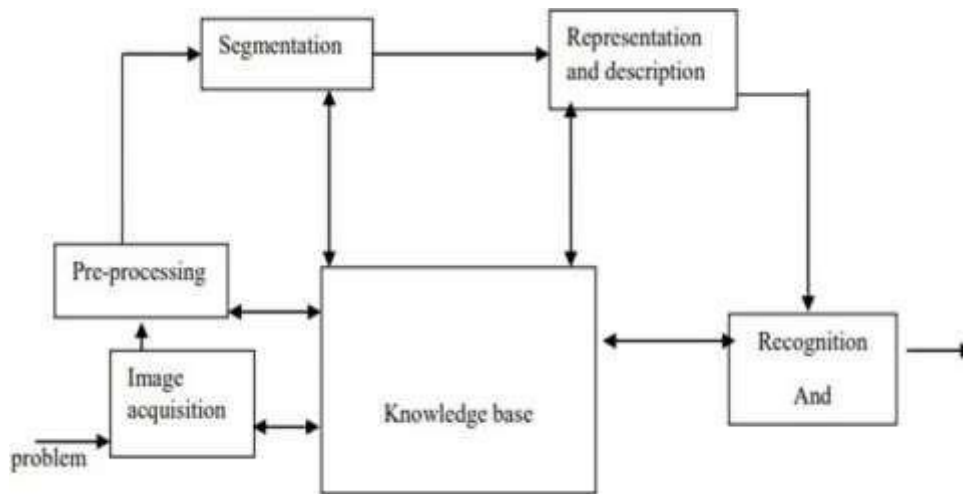 Segmentation
Representation
and description
Pre-processing
Image
acquisition
Knowledge base
Recognition
And
problem